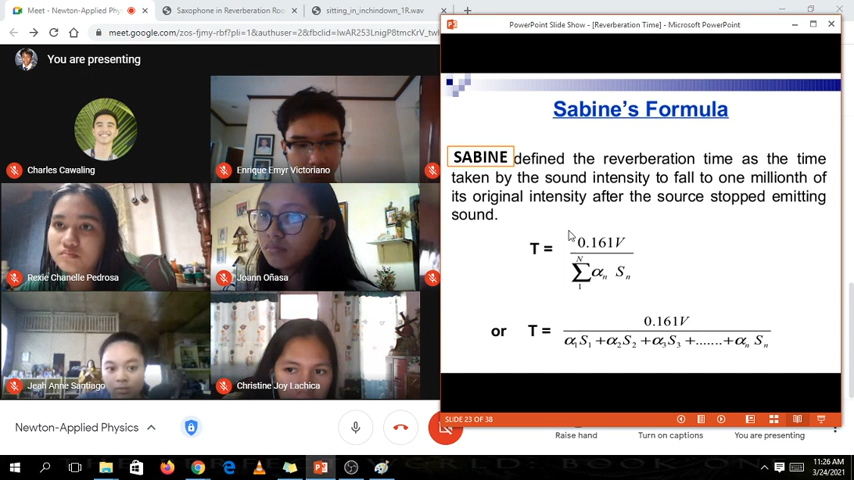 Meet - Newton-Applied Phys
Saxophone in Reverberation Roo
sitting_in_inchindown_1R.wav
PowerPoint Slide Show - [Reverberation Time] - Microsoft PowerPoint
meet.google.com/zos-fjmy-rbf?pli=1&authuser=2&fbclid=IwAR253LnigP8tmcKrV_twl
You are presenting
Charles Cawaling
Enrique Emyr Victoriano
Rexie Chanelle Pedrosa
Joann Oñasa
Jeah Anne Santiago
Christine Joy Lachica
Sabine's Formula
SABINE defined the reverberation time as the time
taken by the sound intensity to fall to one millionth of
its original intensity after the source stopped emitting
sound.
T = 0.161V / N Σ 1 αn Sn
or T = 0.161V / α1S1 +α2S2 +α3S3 +.......+αn Sn
SLIDE 23 OF 38
Newton-Applied Physics
Raise hand
Turn on captions
You are presenting
11:26 AM
3/24/2021